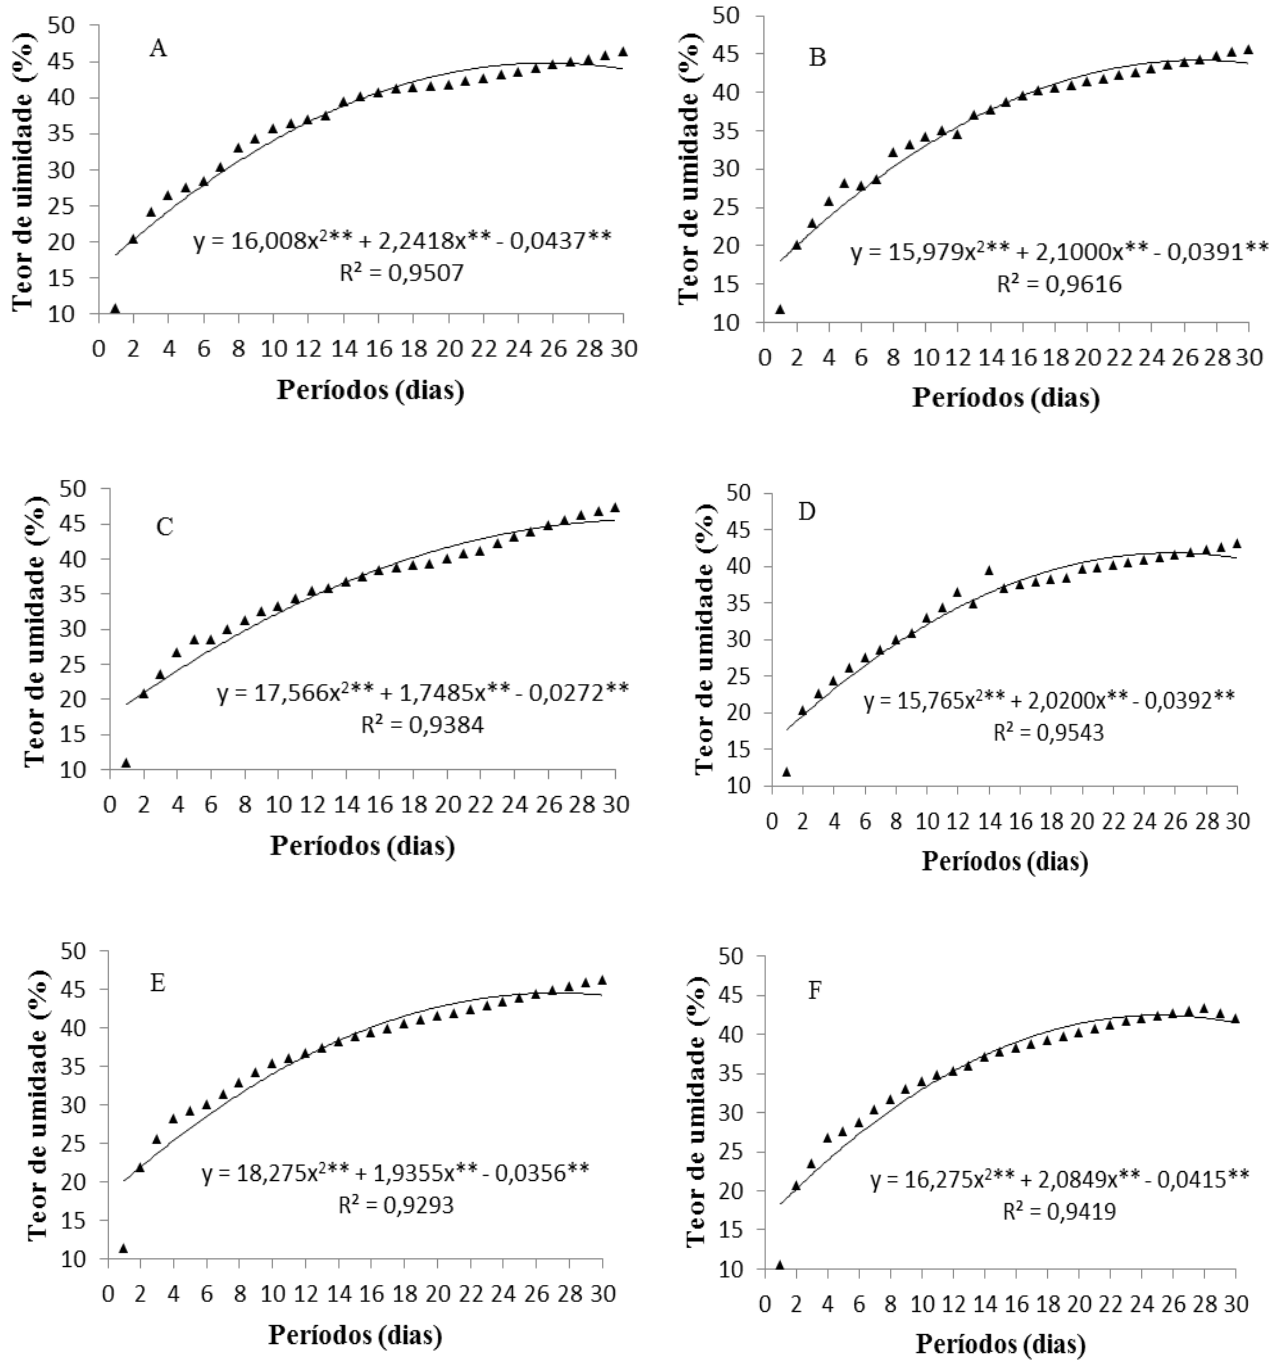 A
Teor de uimidade (%)
50
45
40
35
30
25
20
15
10
y = 16,008x²** + 2,2418x** - 0,0437**
R² = 0,9507
0 2 4 6 8 10 12 14 16 18 20 22 24 26 28 30
Períodos (dias)
B
Teor de umidade (%)
50
45
40
35
30
25
20
15
10
y = 15,979x²** + 2,1000x** - 0,0391**
R² = 0,9616
0 2 4 6 8 10 12 14 16 18 20 22 24 26 28 30
Períodos (dias)
C
Teor de umidade (%)
50
45
40
35
30
25
20
15
10
y = 17,566x²** + 1,7485x** - 0,0272**
R² = 0,9384
0 2 4 6 8 10 12 14 16 18 20 22 24 26 28 30
Períodos (dias)
D
Teor de umidade (%)
50
45
40
35
30
25
20
15
10
y = 15,765x²** + 2,0200x** - 0,0392**
R² = 0,9543
0 2 4 6 8 10 12 14 16 18 20 22 24 26 28 30
Períodos (dias)
E
Teor de umidade (%)
50
45
40
35
30
25
20
15
10
y = 18,275x²** + 1,9355x** - 0,0356**
R² = 0,9293
0 2 4 6 8 10 12 14 16 18 20 22 24 26 28 30
Períodos (dias)
F
Teor de umidade (%)
50
45
40
35
30
25
20
15
10
y = 16,275x²** + 2,0849x** - 0,0415**
R² = 0,9419
0 2 4 6 8 10 12 14 16 18 20 22 24 26 28 30
Períodos (dias)